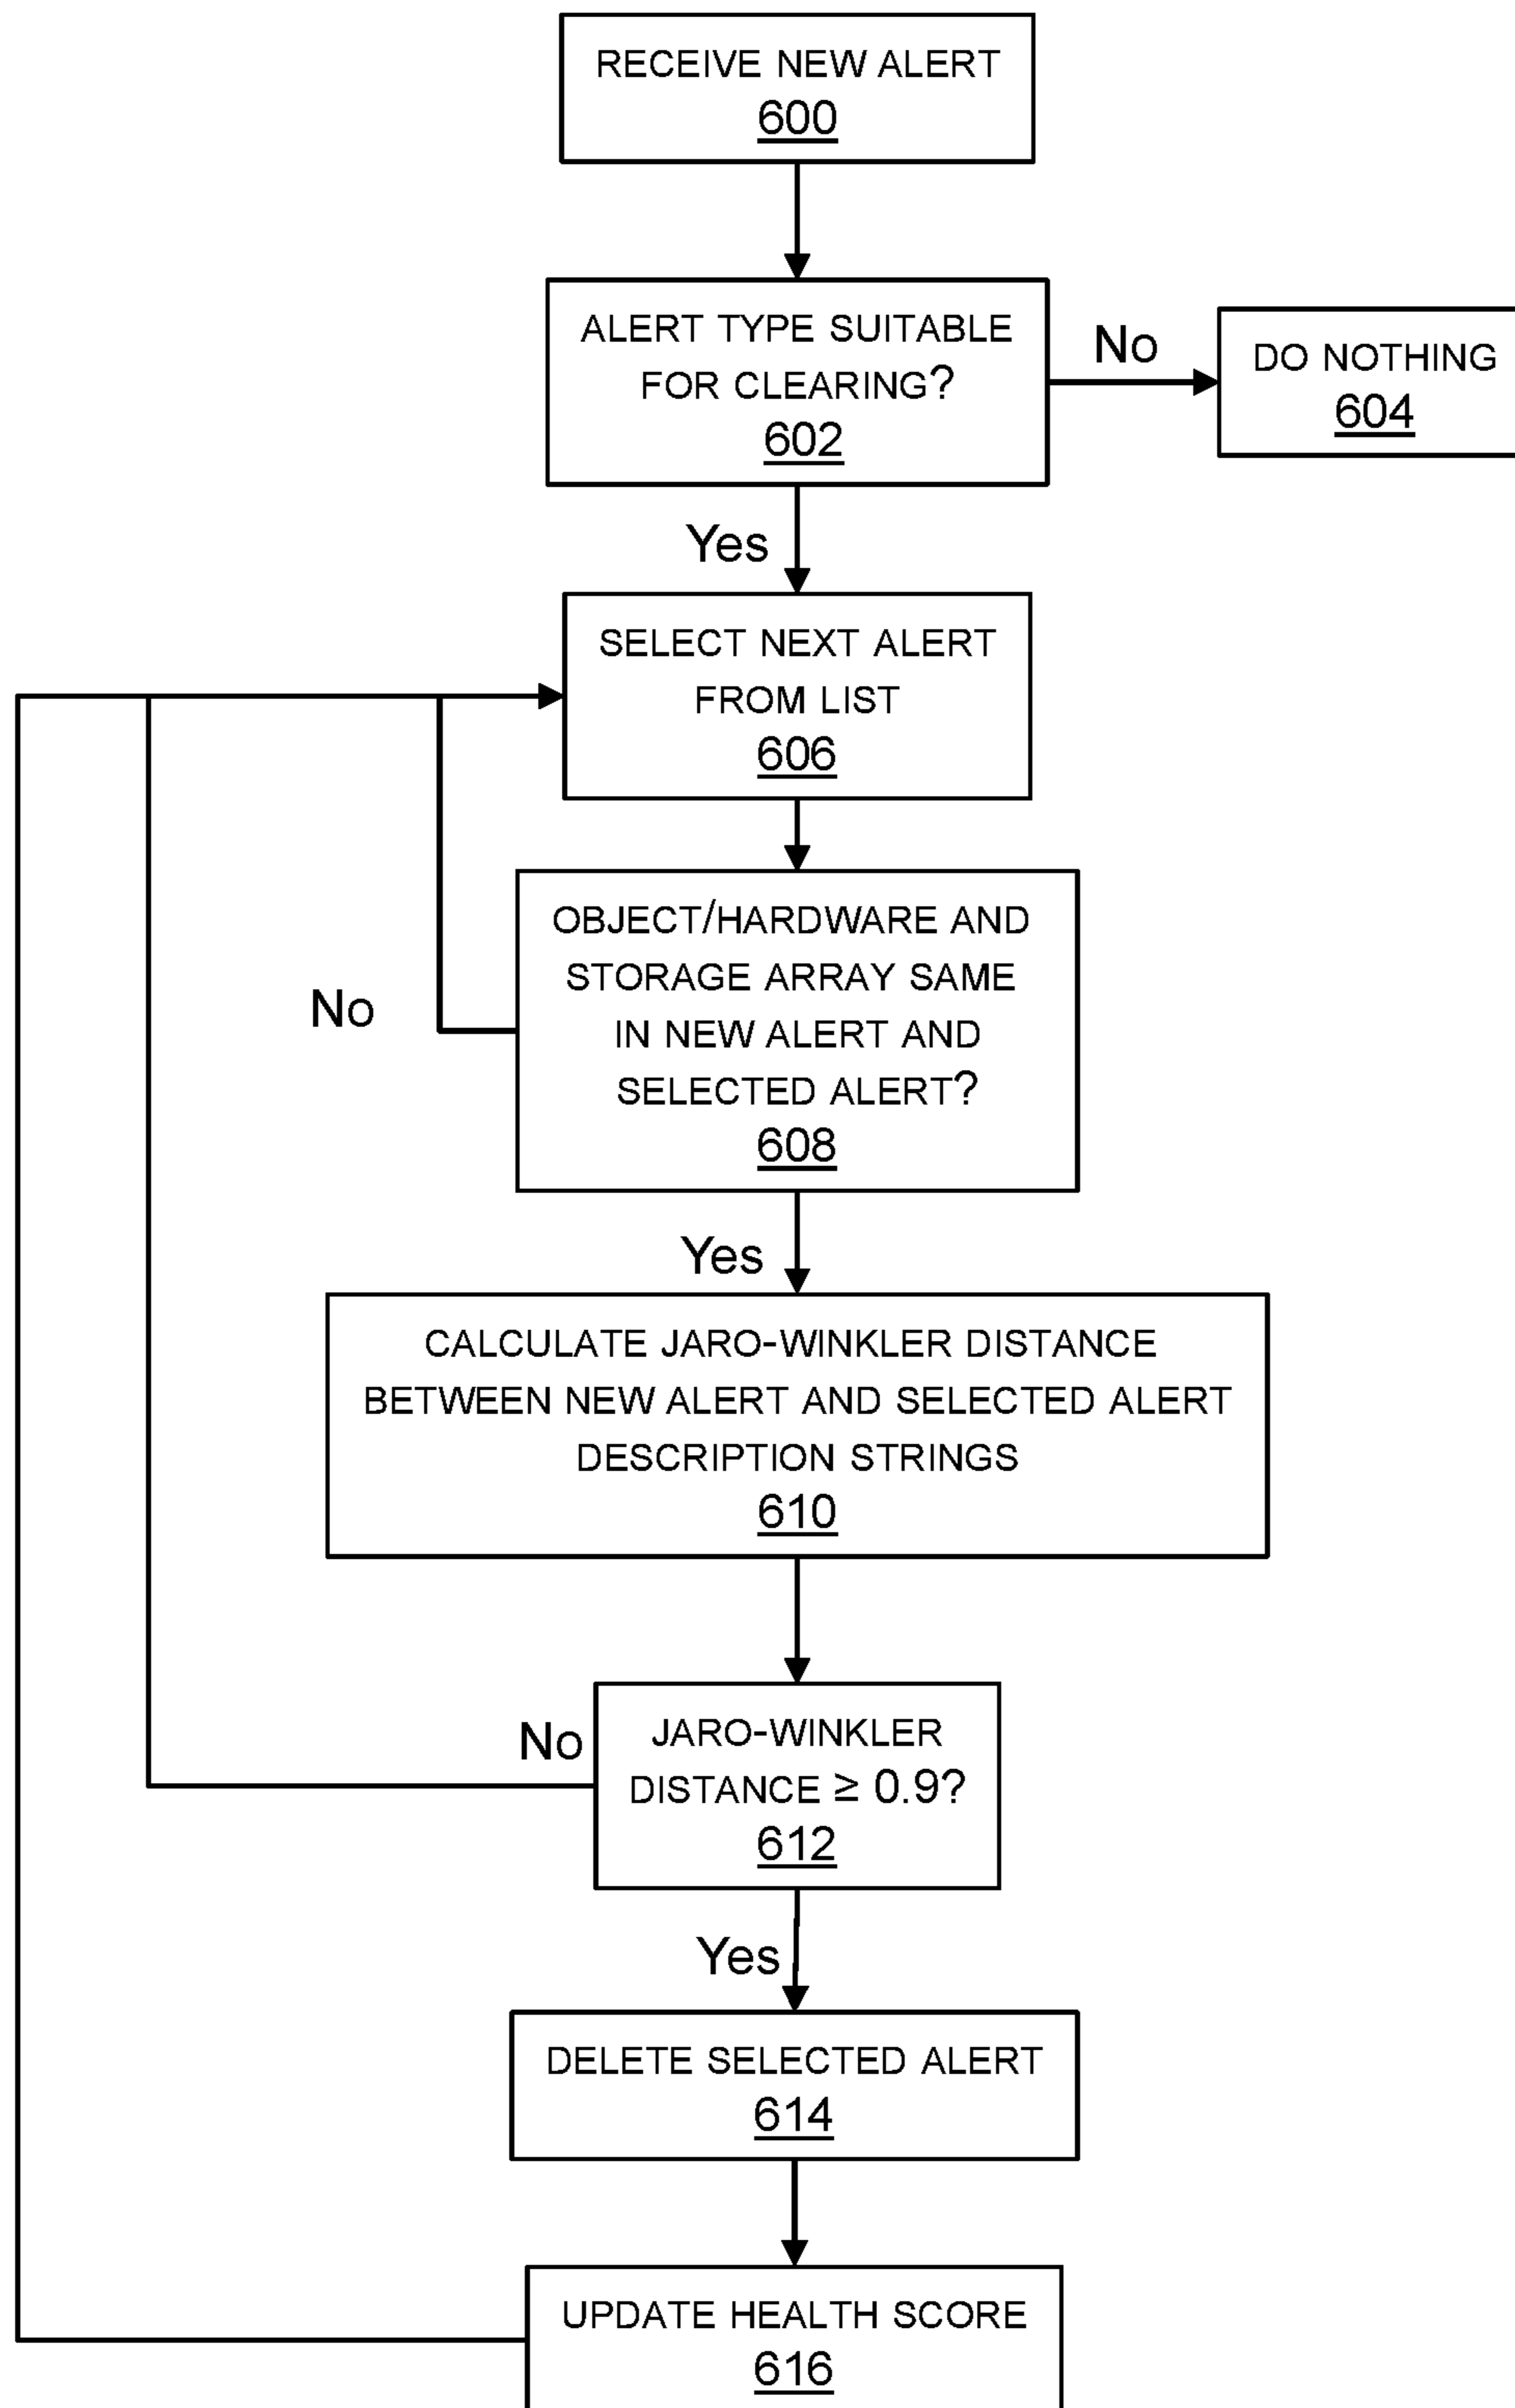 RECEIVE NEW ALERT
600
ALERT TYPE SUITABLE
FOR CLEARING?
602
No
DO NOTHING
604
Yes
SELECT NEXT ALERT
FROM LIST
606
OBJECT/HARDWARE AND
STORAGE ARRAY SAME
IN NEW ALERT AND
SELECTED ALERT?
608
No
Yes
CALCULATE JARO-WINKLER DISTANCE
BETWEEN NEW ALERT AND SELECTED ALERT
DESCRIPTION STRINGS
610
JARO-WINKLER
DISTANCE ≥ 0.9?
612
No
Yes
DELETE SELECTED ALERT
614
UPDATE HEALTH SCORE
616